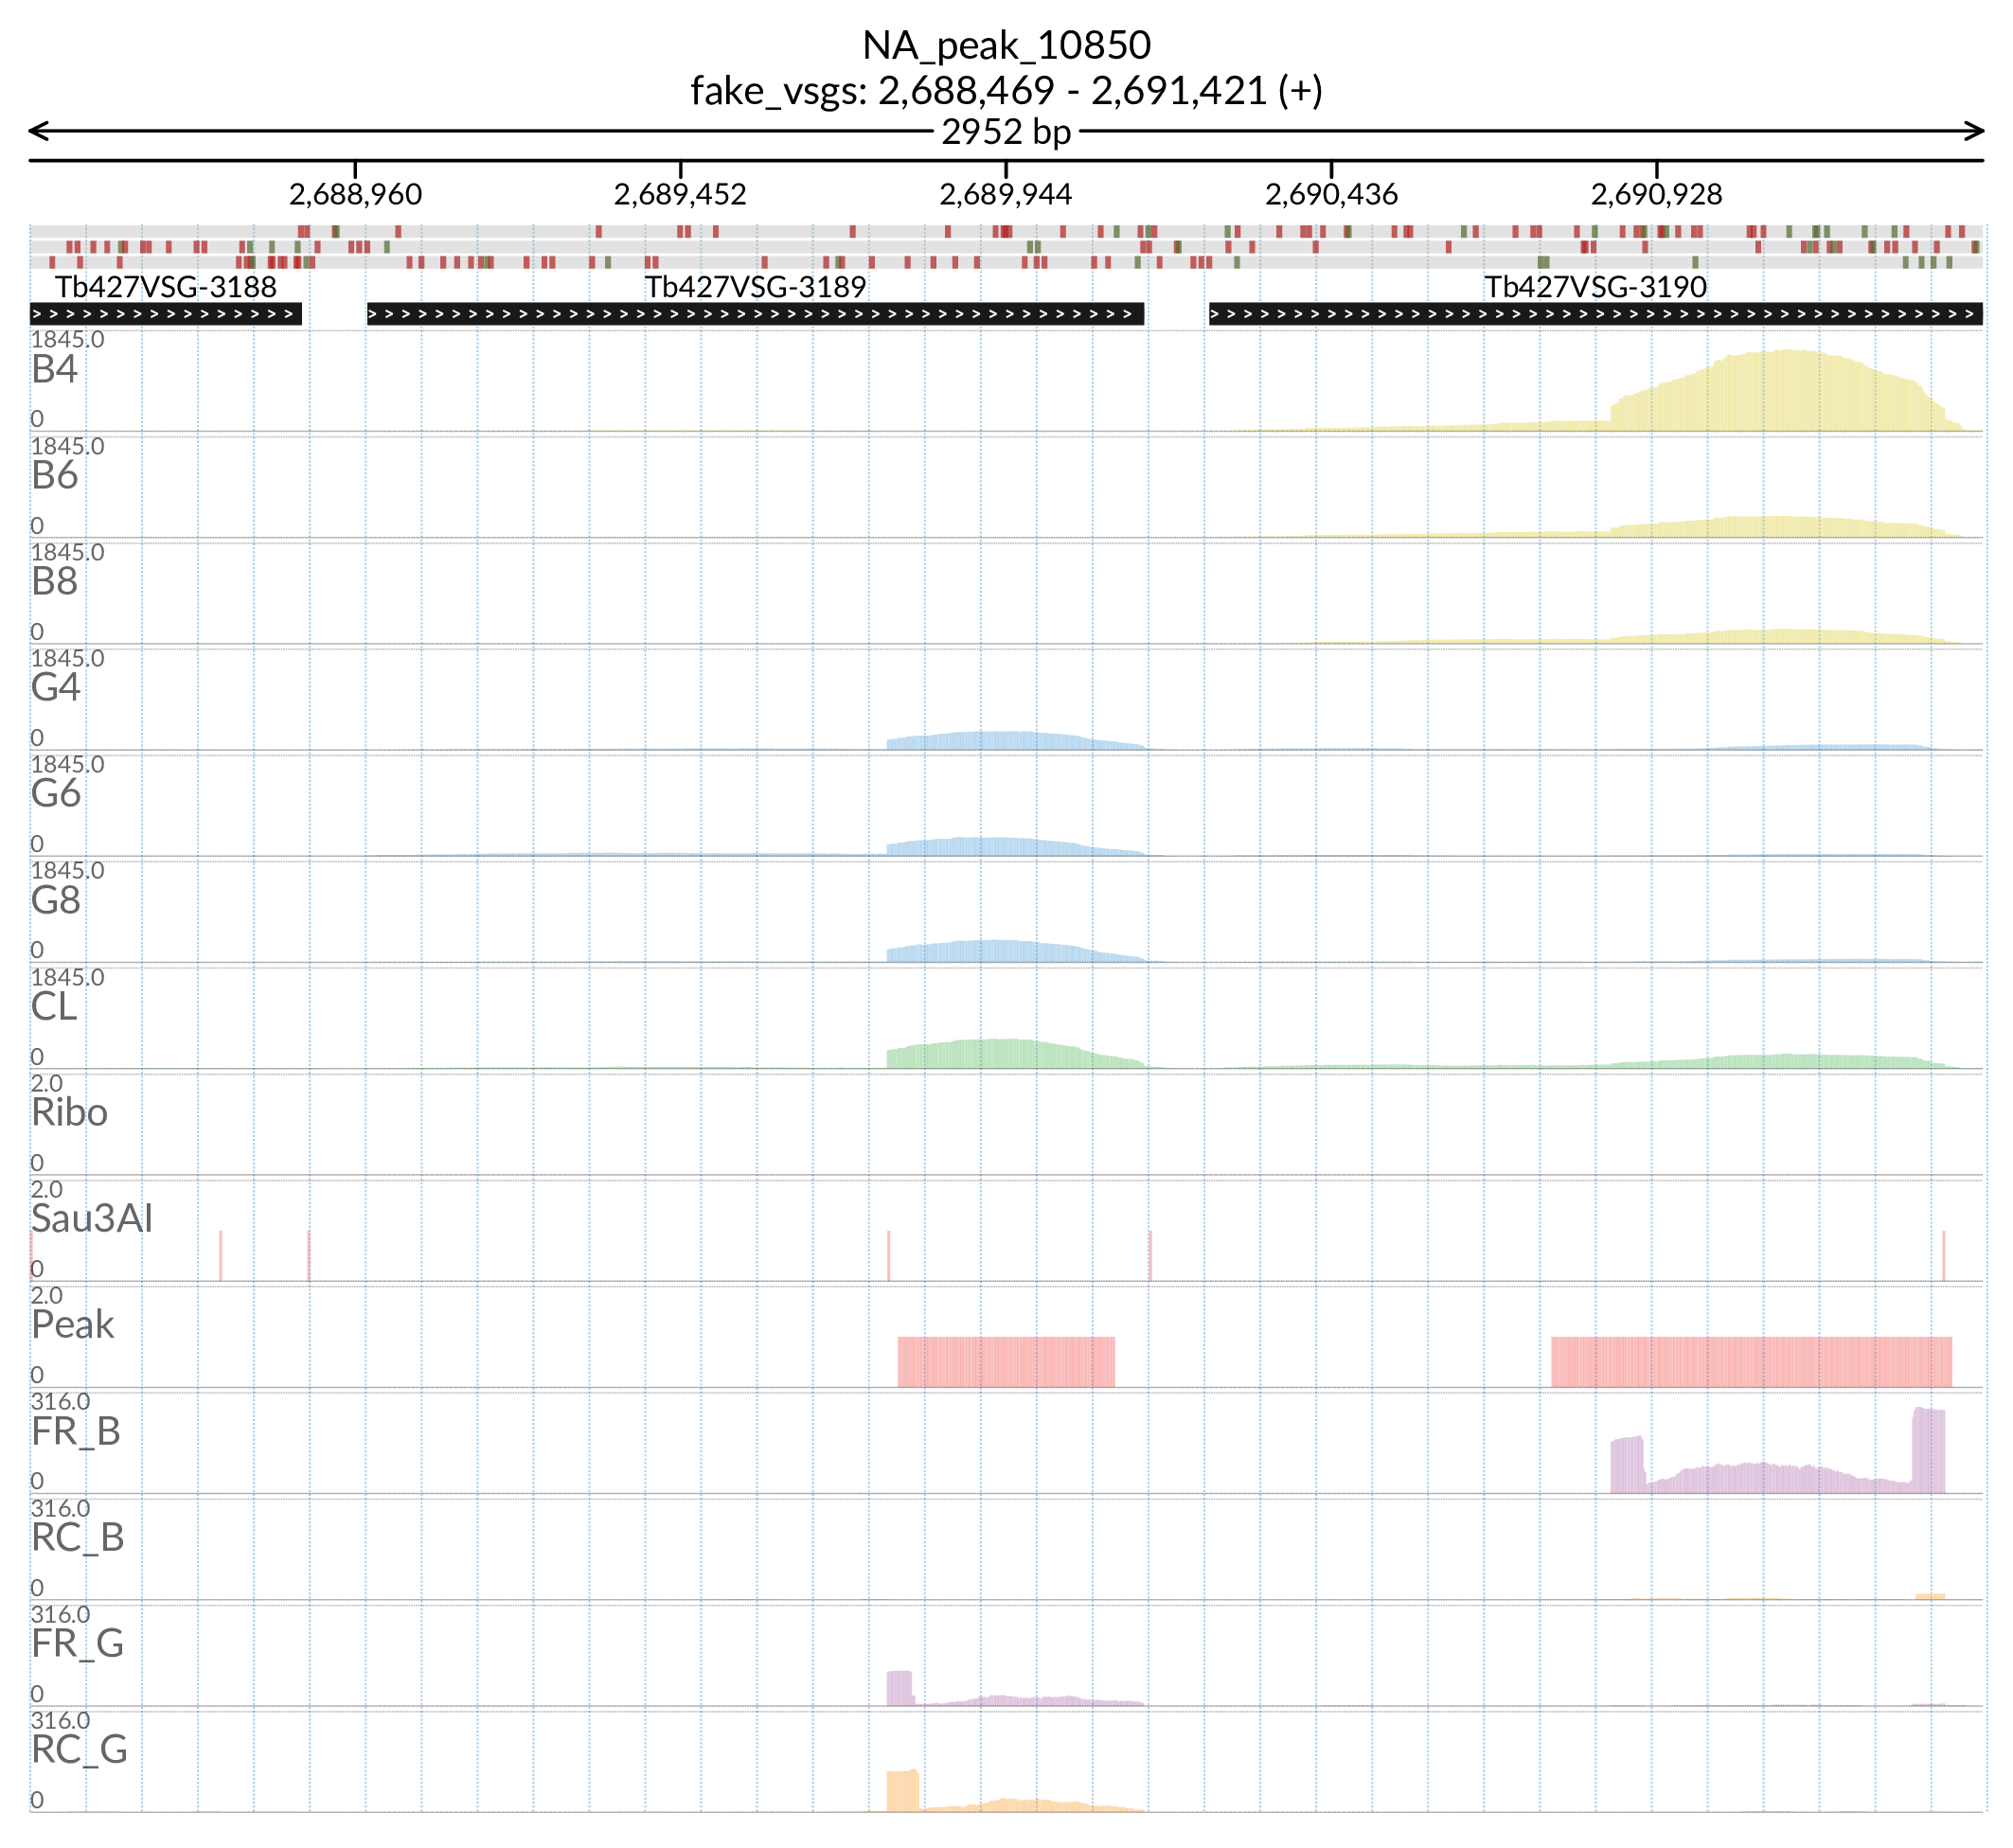 NA_peak_10850
fake_vsgs: 2,688,469 - 2,691,421 (+)
2952 bp
2,688,960 2,689,452 2,689,944 2,690,436 2,690,928
Tb427VSG-3188 Tb427VSG-3189 Tb427VSG-3190
1845.0
B4
0
1845.0
B6
0
1845.0
B8
0
1845.0
G4
0
1845.0
G6
0
1845.0
G8
0
1845.0
CL
0
2.0
Ribo
0
2.0
Sau3AI
0
2.0
Peak
0
316.0
FR_B
0
316.0
RC_B
0
316.0
FR_G
0
316.0
RC_G
0